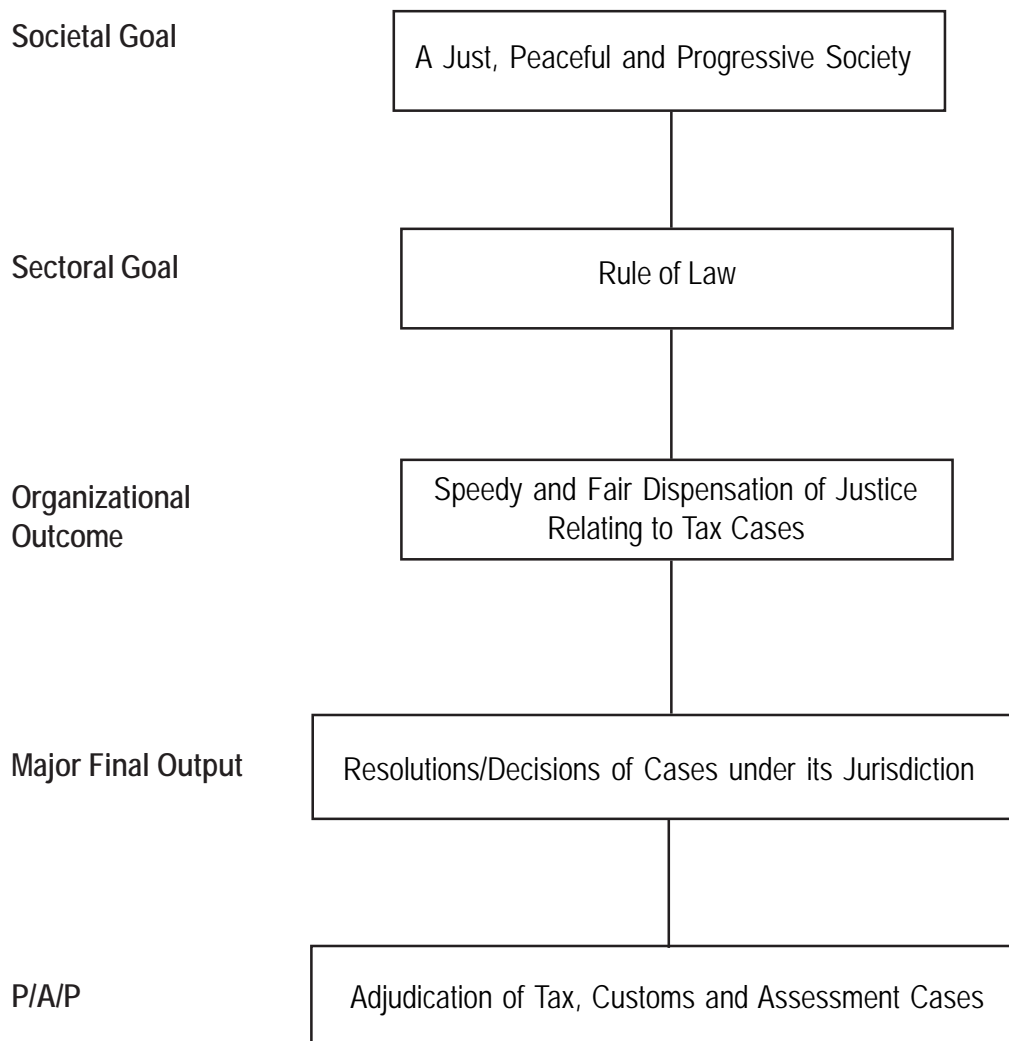 Societal Goal
A Just, Peaceful and Progressive Society
Sectoral Goal
Rule of Law
Organizational
Outcome
Speedy and Fair Dispensation of Justice
Relating to Tax Cases
Major Final Output
Resolutions/Decisions of Cases under its Jurisdiction
P/A/P
Adjudication of Tax, Customs and Assessment Cases